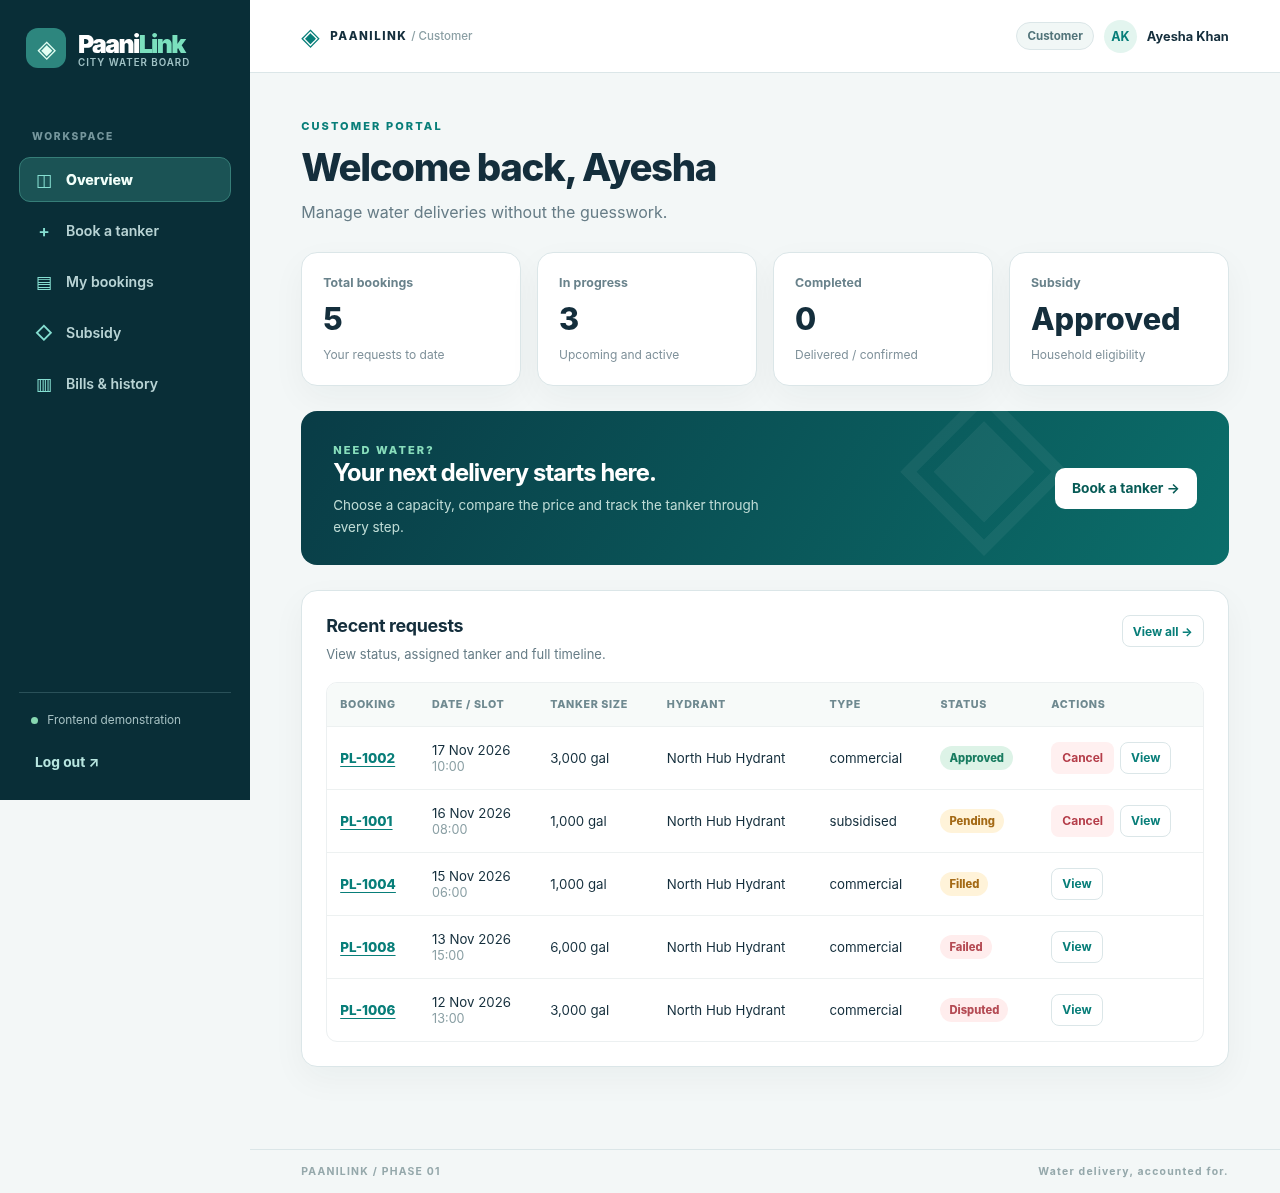 PaaniLink
CITY WATER BOARD
WORKSPACE
Overview
+ Book a tanker
My bookings
Subsidy
Bills & history
Frontend demonstration
Log out ↗
PAANILINK / Customer
Customer
AK
Ayesha Khan
CUSTOMER PORTAL
Welcome back, Ayesha
Manage water deliveries without the guesswork.
Total bookings
5
Your requests to date
In progress
3
Upcoming and active
Completed
0
Delivered / confirmed
Subsidy
Approved
Household eligibility
NEED WATER?
Your next delivery starts here.
Choose a capacity, compare the price and track the tanker through
every step.
Book a tanker →
Recent requests
View status, assigned tanker and full timeline.
View all →
BOOKING DATE / SLOT TANKER SIZE HYDRANT TYPE STATUS ACTIONS
PL-1002 17 Nov 2026 10:00 3,000 gal North Hub Hydrant commercial Approved Cancel View
PL-1001 16 Nov 2026 08:00 1,000 gal North Hub Hydrant subsidised Pending Cancel View
PL-1004 15 Nov 2026 06:00 1,000 gal North Hub Hydrant commercial Filled View
PL-1008 13 Nov 2026 15:00 6,000 gal North Hub Hydrant commercial Failed View
PL-1006 12 Nov 2026 13:00 3,000 gal North Hub Hydrant commercial Disputed View
PAANILINK / PHASE 01
Water delivery, accounted for.